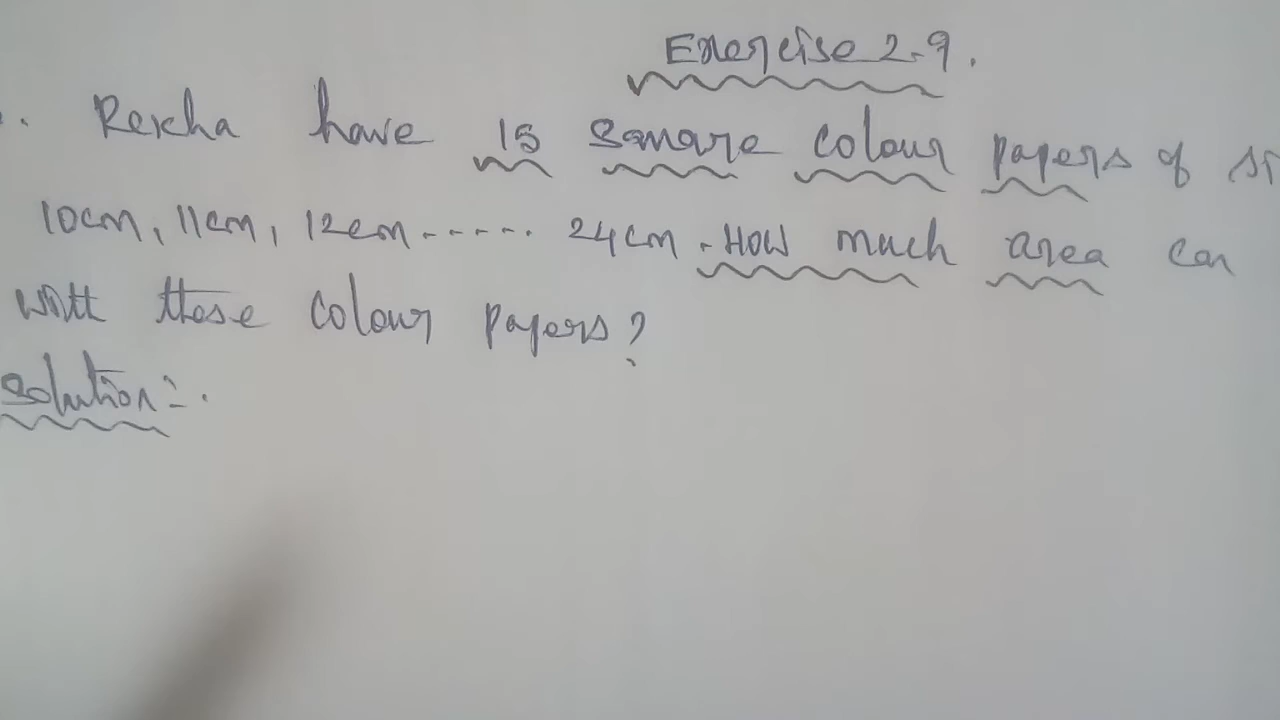 Exercise 2.9.
. Rekha have 15 square colour papers of si
10cm, 11cm, 12cm...... 24cm. How much area can
with these colour papers?
Solution:-.